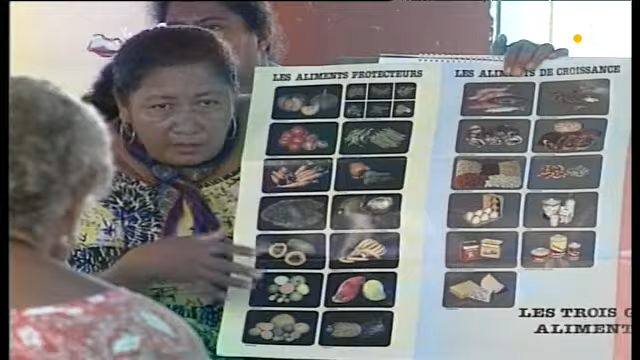 LES ALIMENTS PROTECTEURS
LES ALIMENTS DE CROISSANCE
LES TROIS G
ALIMENT